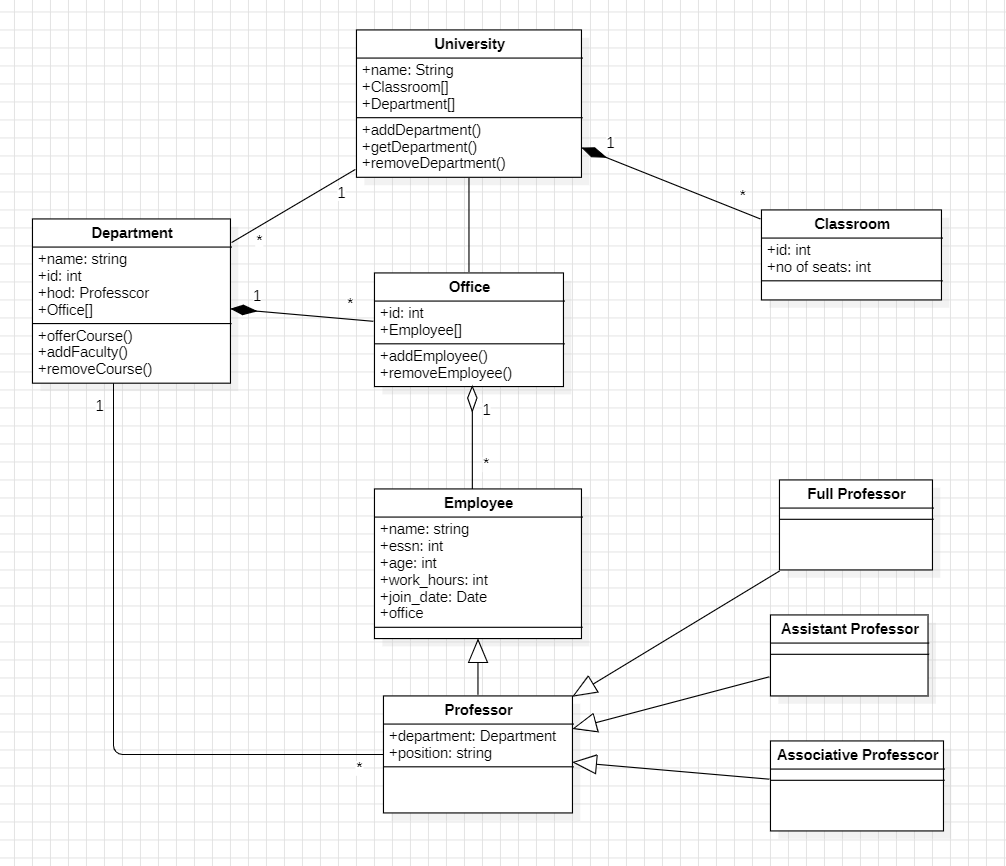 University
+name: String
+Classroom[]
+Department[]
+addDepartment()
+getDepartment()
+removeDepartment()
1
*
1
*
Department
+name: string
+id: int
+hod: Professcor
+Office[]
+offerCourse()
+addFaculty()
+removeCourse()
1
*
Classroom
+id: int
+no of seats: int
Office
+id: int
+Employee[]
+addEmployee()
+removeEmployee()
1
1
*
Employee
+name: string
+essn: int
+age: int
+work_hours: int
+join_date: Date
+office
Full Professor
Assistant Professor
Professor
+department: Department
+position: string
*
Associative Professcor